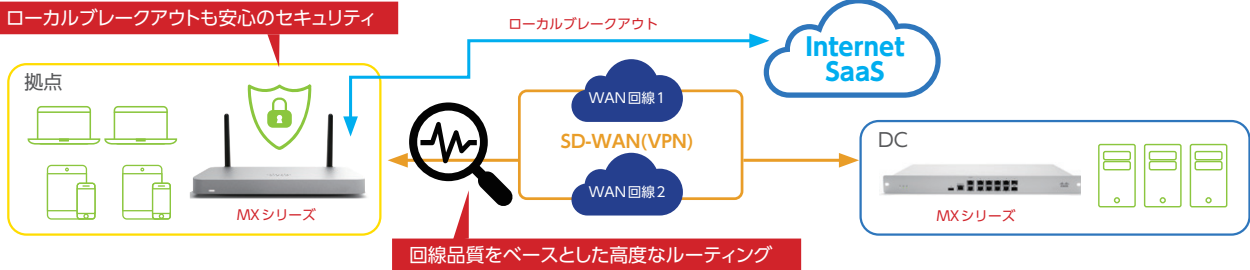 ローカルブレークアウトも安心のセキュリティ
ローカルブレークアウト
Internet
SaaS
拠点
WAN回線1
SD-WAN(VPN)
WAN回線2
DC
MXシリーズ
MXシリーズ
回線品質をベースとした高度なルーティング